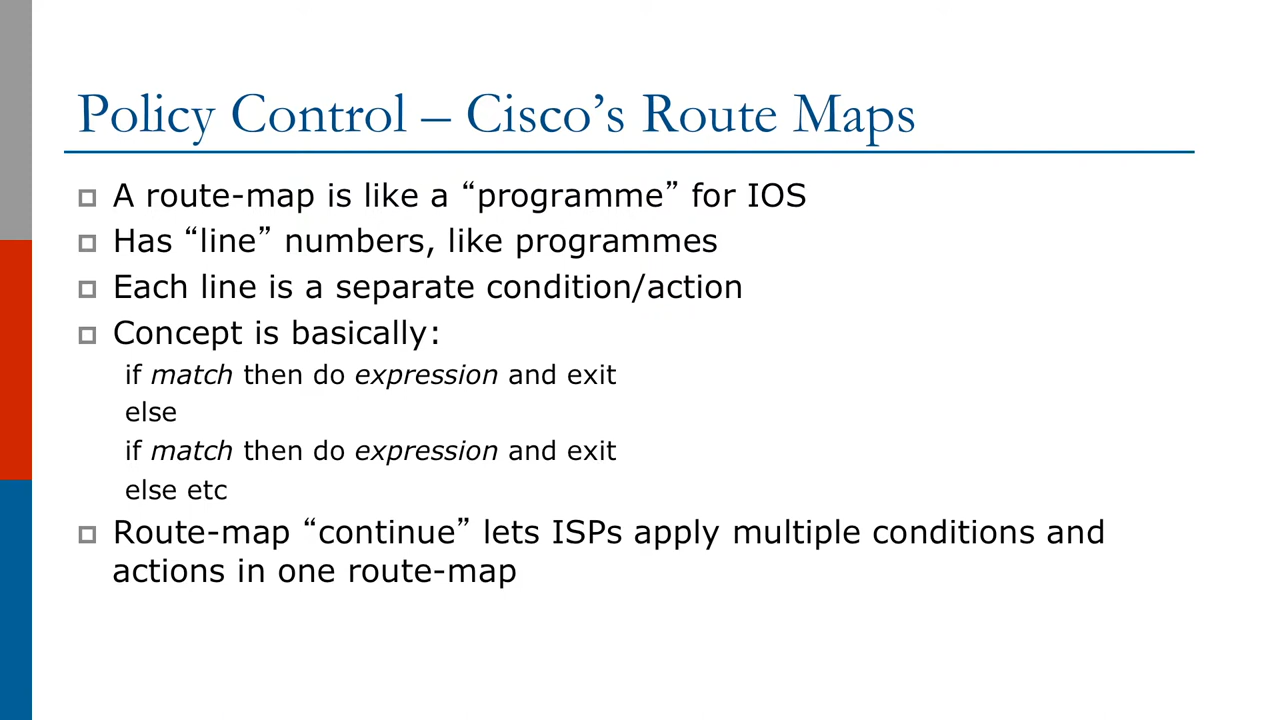 Policy Control – Cisco’s Route Maps
A route-map is like a “programme” for IOS
Has “line” numbers, like programmes
Each line is a separate condition/action
Concept is basically:
if match then do expression and exit
else
if match then do expression and exit
else etc
Route-map “continue” lets ISPs apply multiple conditions and
actions in one route-map